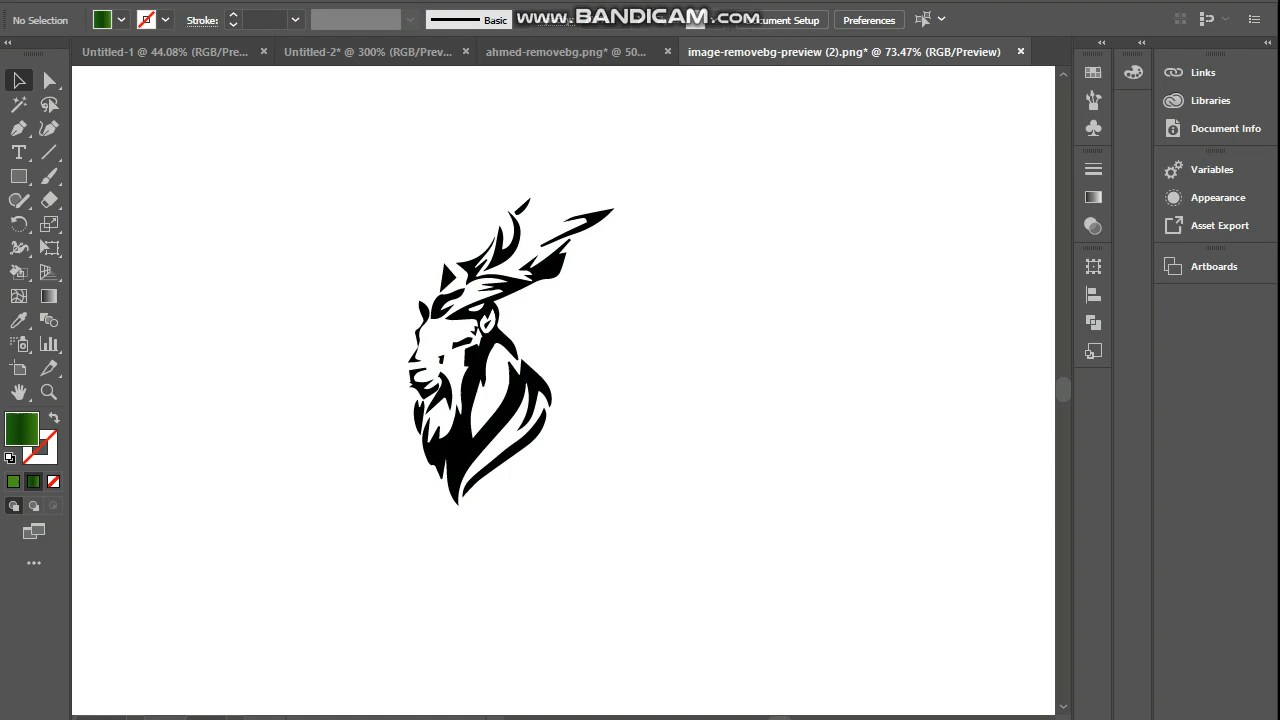 No Selection
Stroke:
Basic
www.BANDICAM.com
Document Setup
Preferences
Untitled-1 @ 44.08% (RGB/Pre...
Untitled-2* @ 300% (RGB/Prev...
ahmed-removebg.png* @ 50...
image-removebg-preview (2).png* @ 73.47% (RGB/Preview)
Links
Libraries
Document Info
Variables
Appearance
Asset Export
Artboards